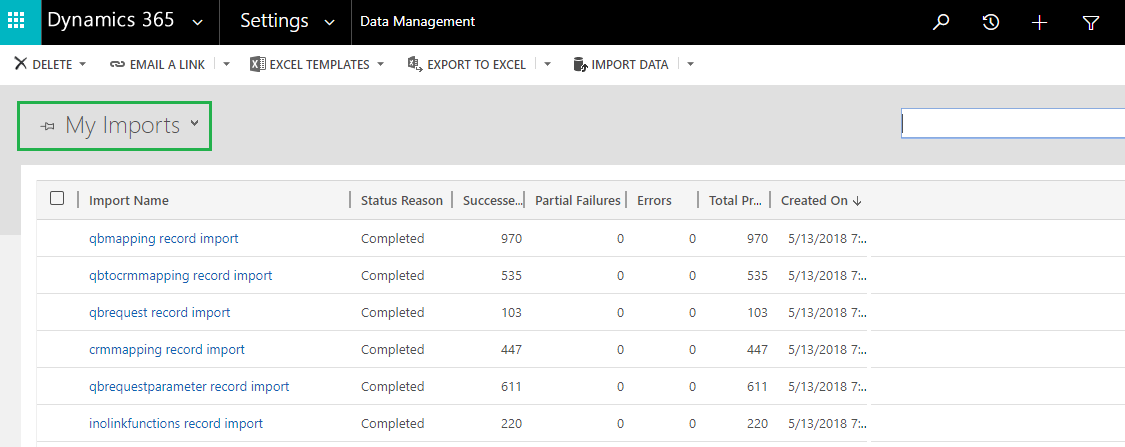 Dynamics 365 Settings Data Management
DELETE EMAIL A LINK EXCEL TEMPLATES EXPORT TO EXCEL IMPORT DATA
My Imports
Import Name Status Reason Successe... Partial Failures Errors Total Pr... Created On
qbmapping record import Completed 970 0 0 970 5/13/2018 7:..
qbtocrmmapping record import Completed 535 0 0 535 5/13/2018 7:..
qbrequest record import Completed 103 0 0 103 5/13/2018 7:..
crmmapping record import Completed 447 0 0 447 5/13/2018 7:..
qbrequestparameter record import Completed 611 0 0 611 5/13/2018 7:..
inolinkfunctions record import Completed 220 0 0 220 5/13/2018 7:..